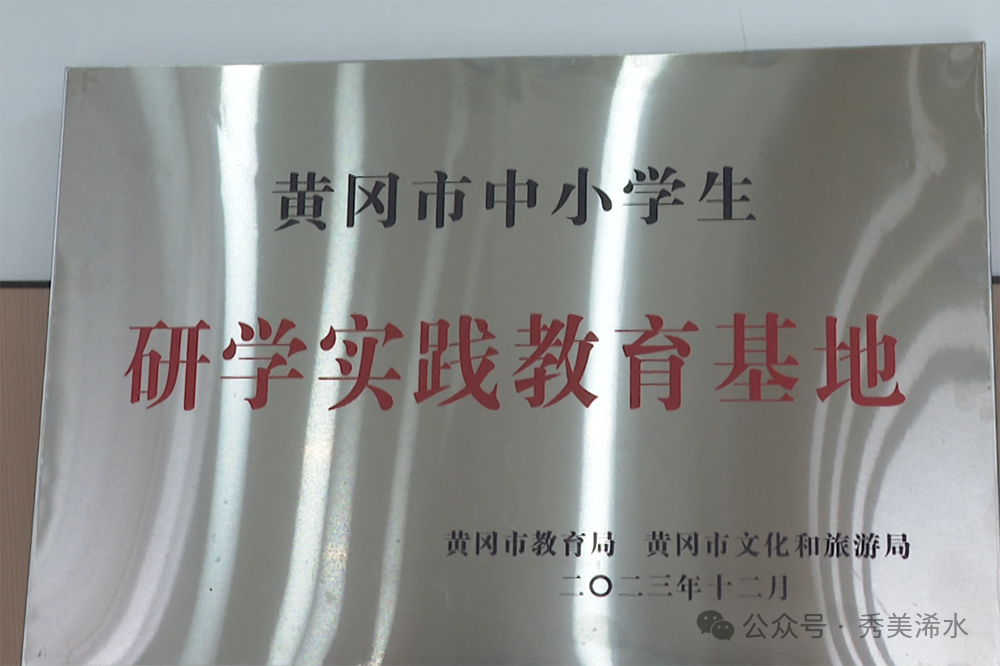 黄冈市中小学生
研学实践教育基地
黄冈市教育局 黄冈市文化和旅游局
二〇二三年十二月
公众号·秀美浠水